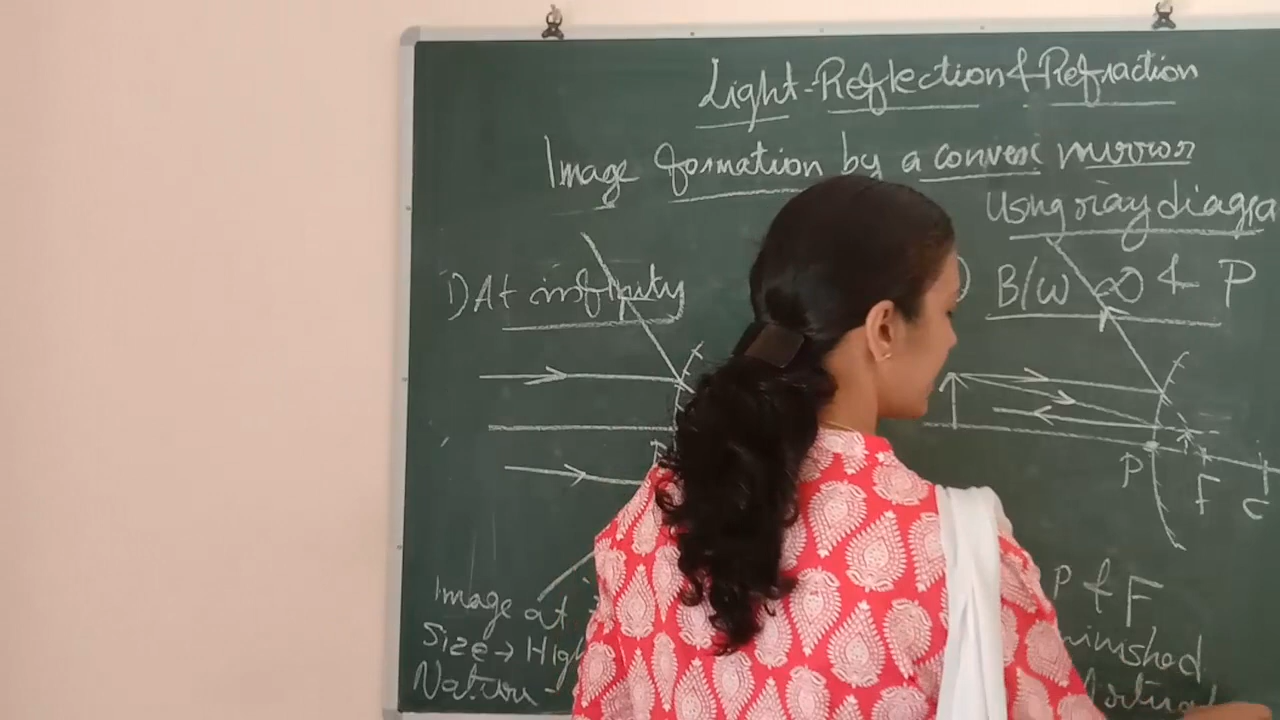 Light-Reflection & Refraction
Image formation by a convex mirror
Using ray diagra
1) At infinity
) B/w ∞ & P
P F C
Image at
Size → High
Nature -
P & F
minished